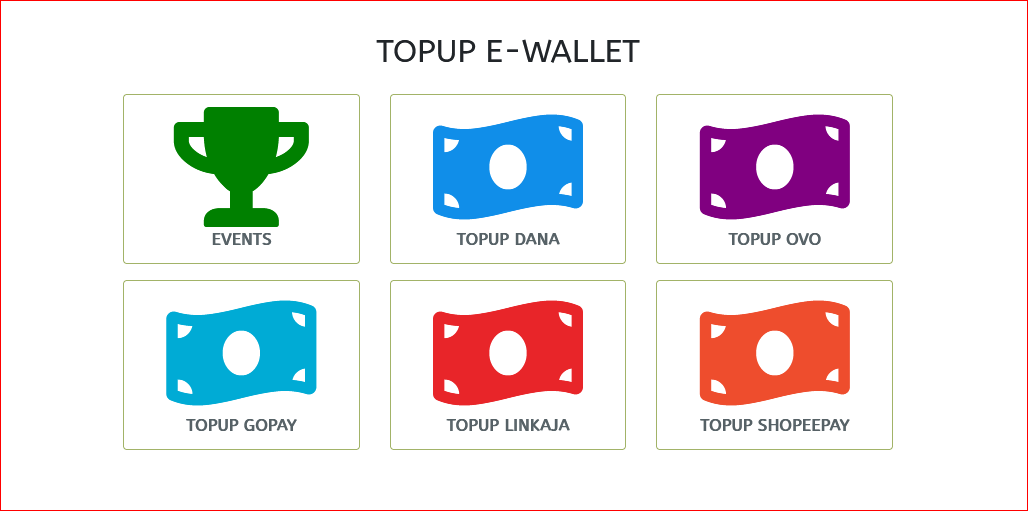 TOPUP E-WALLET
EVENTS
TOPUP DANA
TOPUP OVO
TOPUP GOPAY
TOPUP LINKAJA
TOPUP SHOPEEPAY